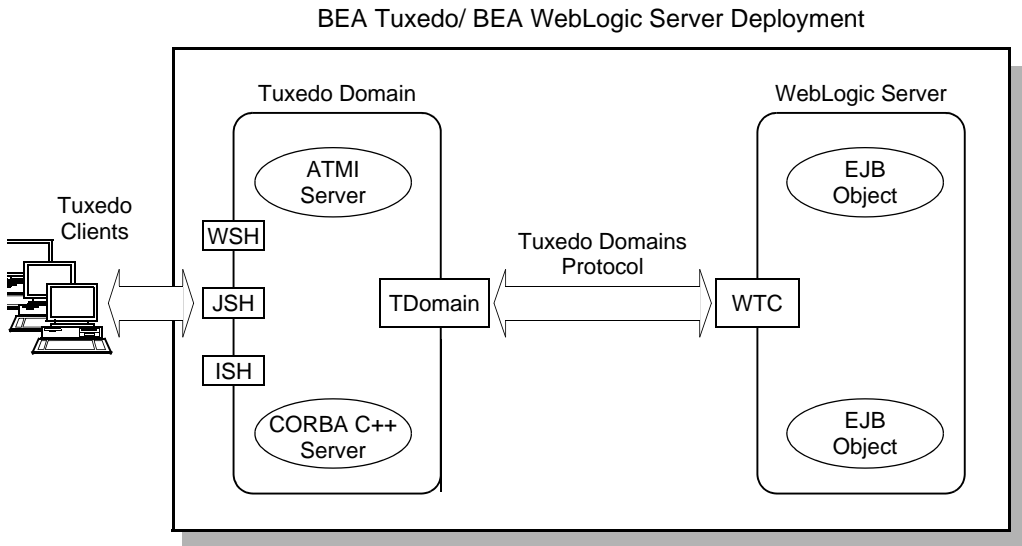 BEA Tuxedo/ BEA WebLogic Server Deployment
Tuxedo Domain
WebLogic Server
ATMI
Server
EJB
Object
Tuxedo
Clients
WSH
Tuxedo Domains
Protocol
JSH
TDomain
WTC
ISH
CORBA C++
Server
EJB
Object